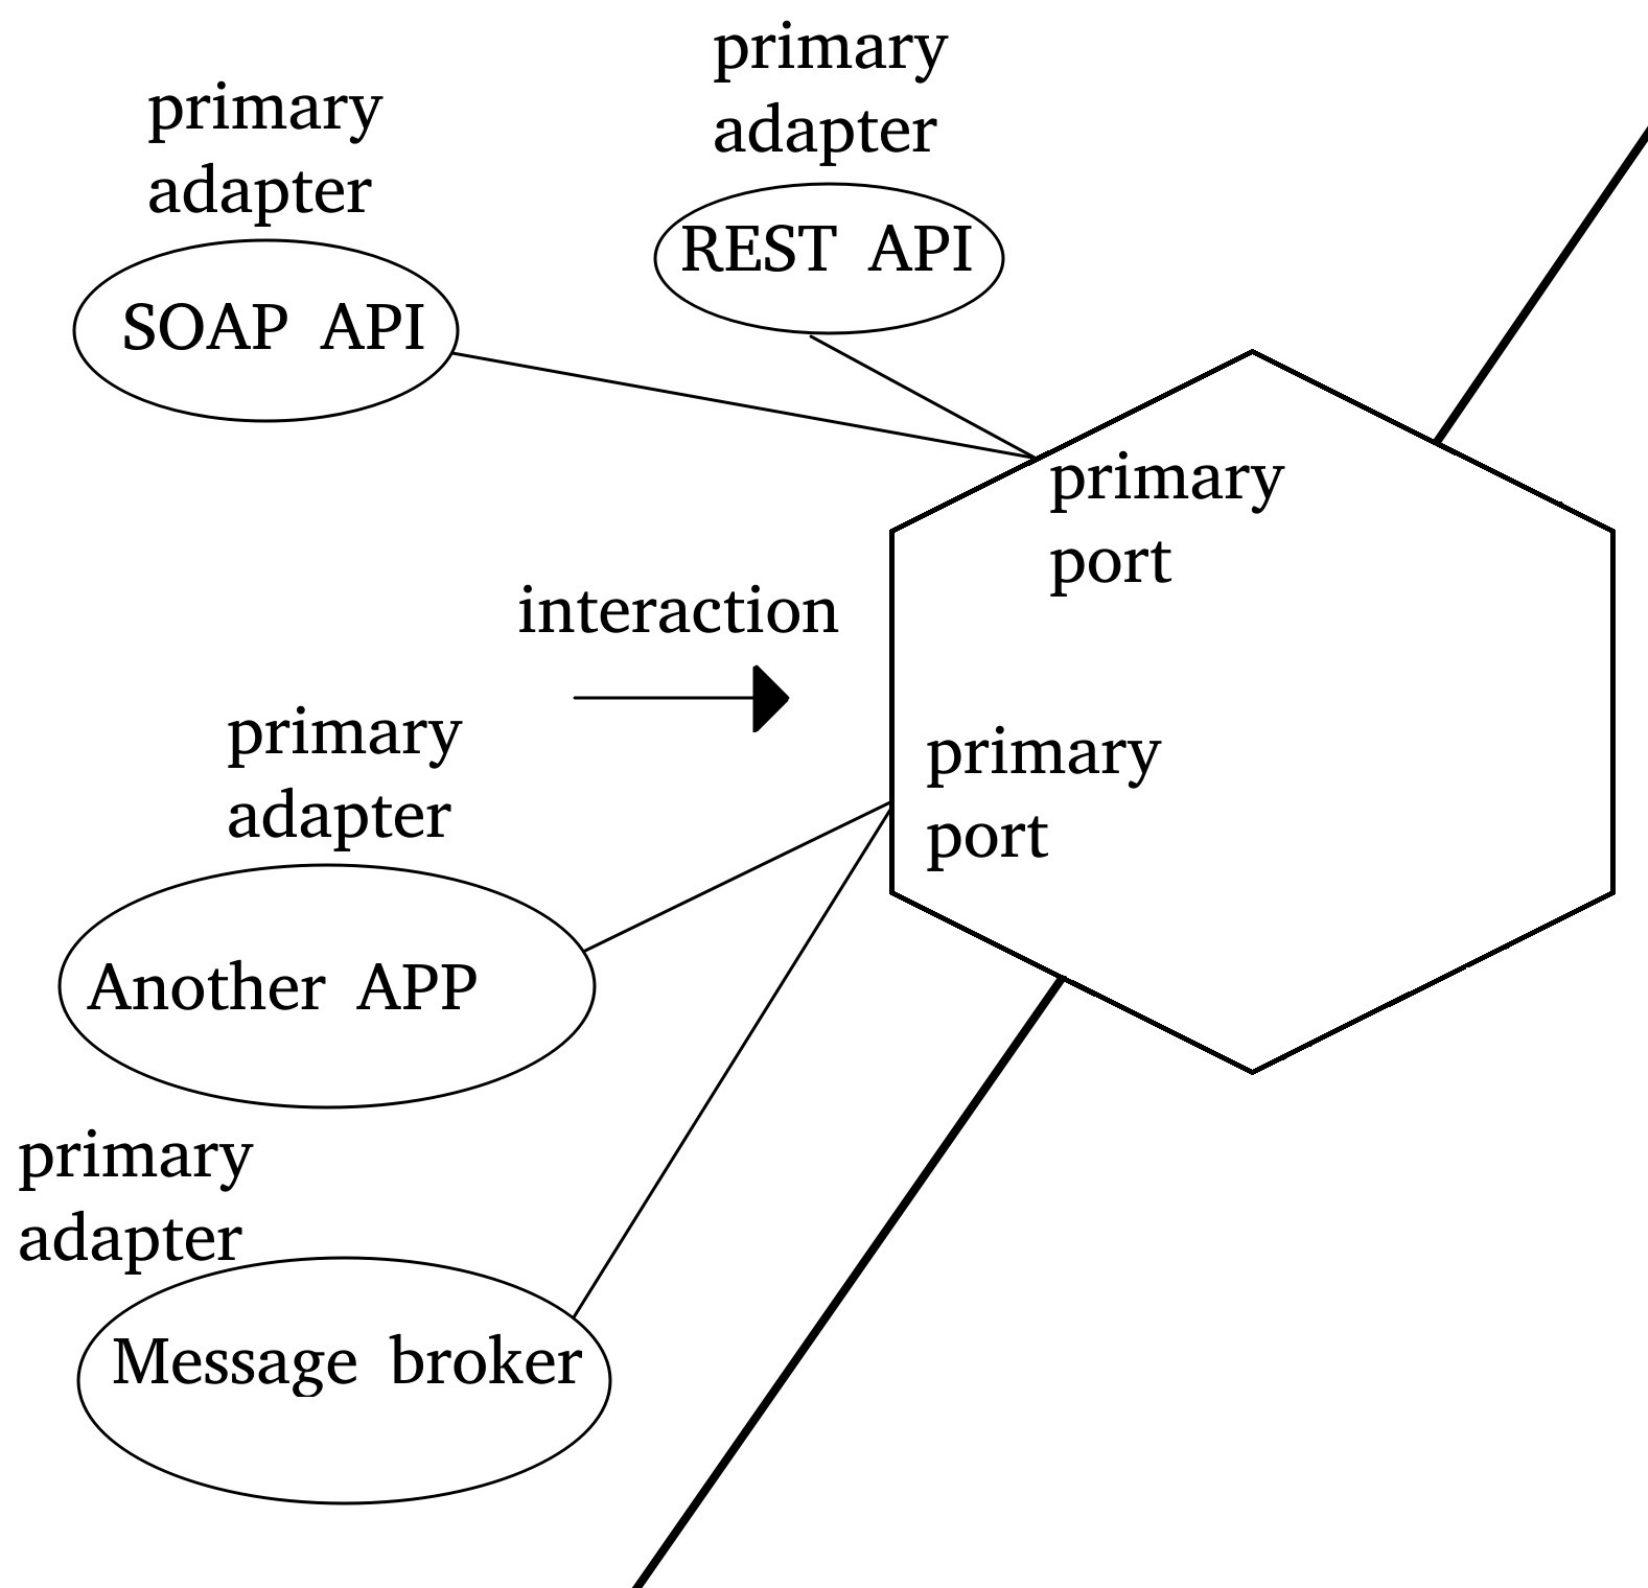 primary
adapter
REST API
primary
adapter
SOAP API
primary
port
interaction
primary
adapter
Another APP
primary
port
primary
adapter
Message broker